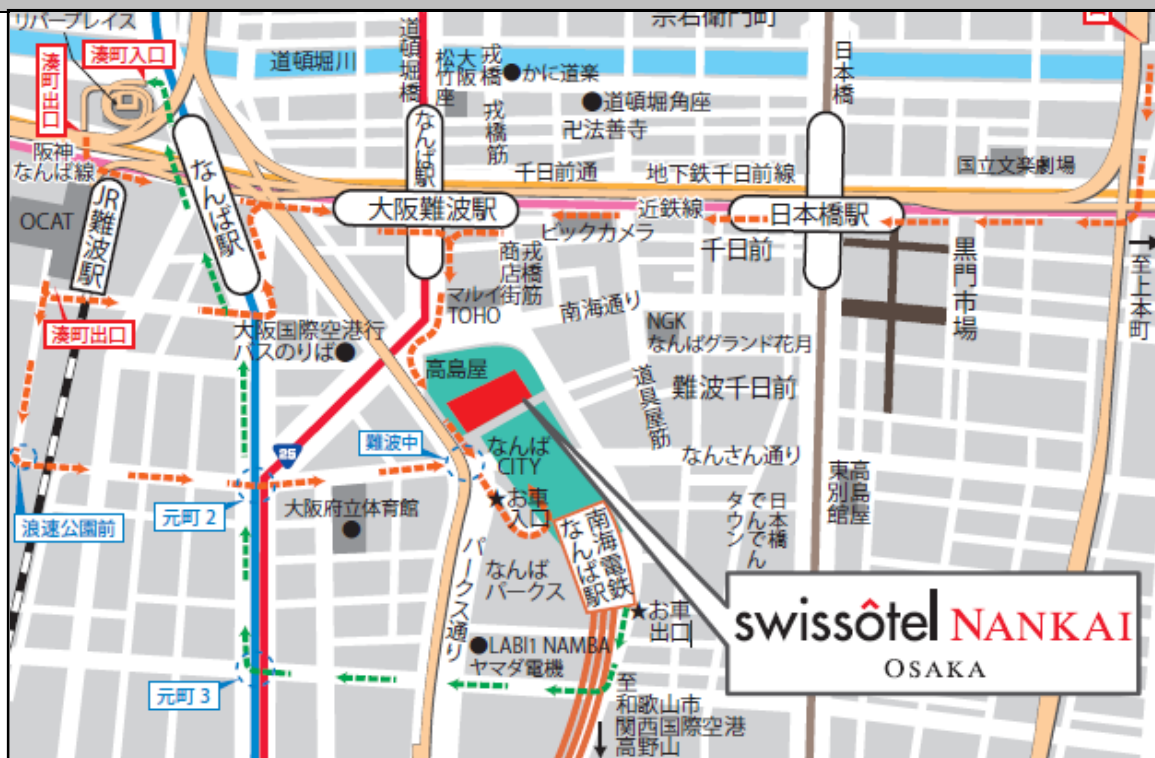 リバープレイス
宗右衛門町
湊町入口
湊町出口
道頓堀川
道頓堀橋
大阪
松竹座
戎橋
かに道楽
日本橋
道頓堀角座
戎橋筋
卍法善寺
阪神
なんば線
なんば駅
なんば駅
千日前通
地下鉄千日前線
国立文楽劇場
OCAT
JR難波駅
大阪難波駅
近鉄線
日本橋駅
ビックカメラ
千日前
戎橋筋
商店街
黒門市場
至上本町
マルイ
TOHO
南海通り
湊町出口
大阪国際空港行
バスのりば
NGK
なんばグランド花月
高島屋
道具屋筋
難波千日前
25
難波中
なんば
CITY
なんさん通り
高島屋
東別館
★お車
入口
大阪府立体育館
元町 2
浪速公園前
日本橋
でんでん
タウン
南海電鉄
なんば駅
パークス通り
なんば
パークス
★お車
出口
swissôtel NANKAI
OSAKA
LABI1 NAMBA
ヤマダ電機
元町 3
至
和歌山市
関西国際空港
高野山